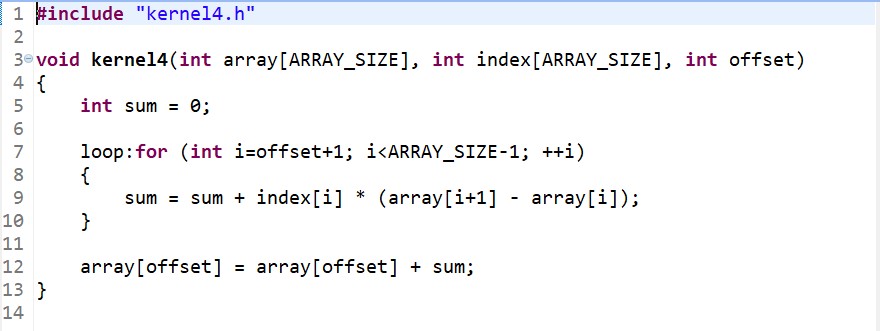 1 #include "kernel4.h"
2
3 void kernel4(int array[ARRAY_SIZE], int index[ARRAY_SIZE], int offset)
4 {
5     int sum = 0;
6
7     loop:for (int i=offset+1; i<ARRAY_SIZE-1; ++i)
8     {
9         sum = sum + index[i] * (array[i+1] - array[i]);
10     }
11
12     array[offset] = array[offset] + sum;
13 }
14